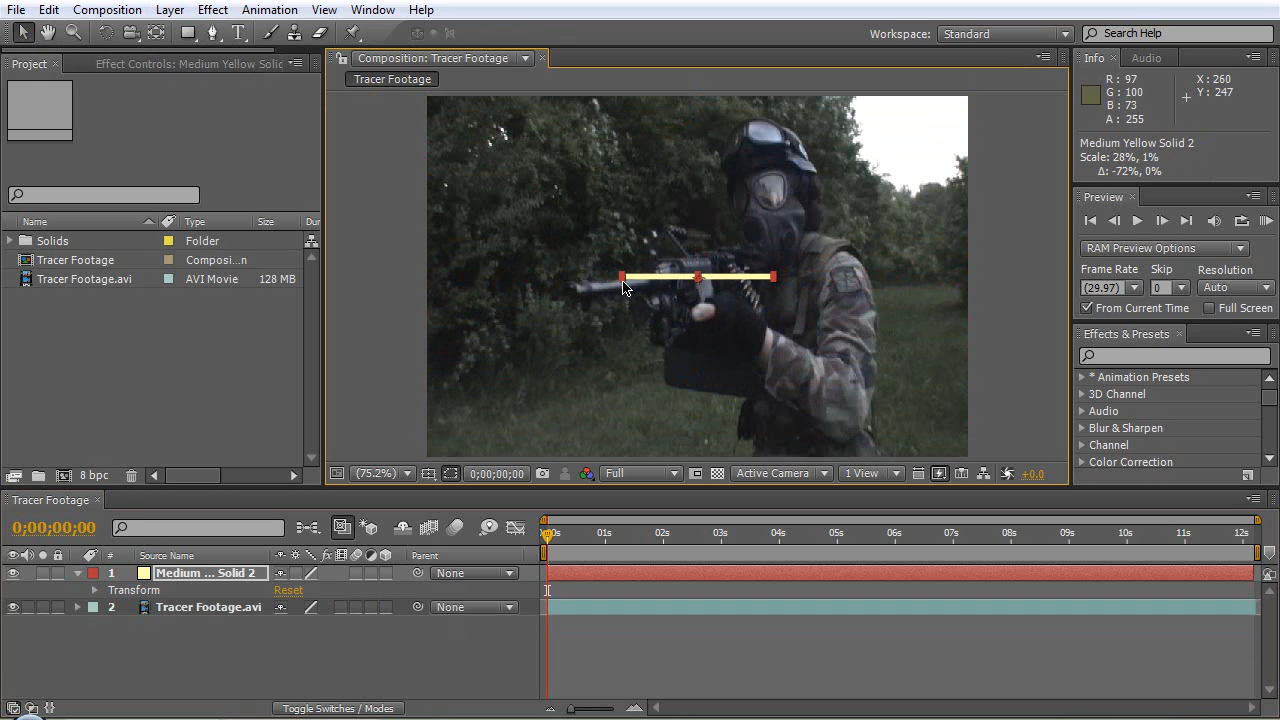 File Edit Composition Layer Effect Animation View Window Help
Workspace: Standard Search Help
Project Effect Controls: Medium Yellow Solid
Composition: Tracer Footage
Info Audio
Tracer Footage
R : 97 X : 260
G : 100 Y : 247
B : 73
A : 255
Medium Yellow Solid 2
Scale: 28%, 1%
Δ: -72%, 0%
Preview
RAM Preview Options
Frame Rate Skip Resolution
(29.97) 0 Auto
From Current Time Full Screen
Effects & Presets
* Animation Presets
3D Channel
Audio
Blur & Sharpen
Channel
Color Correction
Name Type Size Dur
Solids Folder
Tracer Footage Composi...n
Tracer Footage.avi AVI Movie 128 MB
8 bpc
(75.2%) 0;00;00;00 Full Active Camera 1 View +0.0
Tracer Footage
0;00;00;00
00s 01s 02s 03s 04s 05s 06s 07s 08s 09s 10s 11s 12s
# Source Name Parent
1 Medium ... Solid 2 None
Transform Reset
2 Tracer Footage.avi None
Toggle Switches / Modes